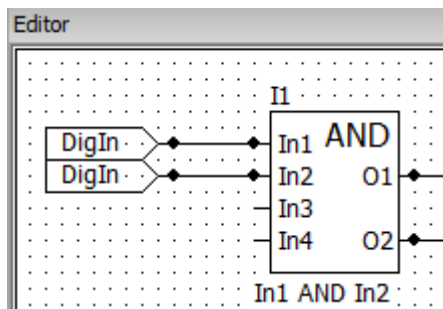 Editor
I1
DigIn
In1 AND
DigIn
In2 O1
In3
In4 O2
In1 AND In2